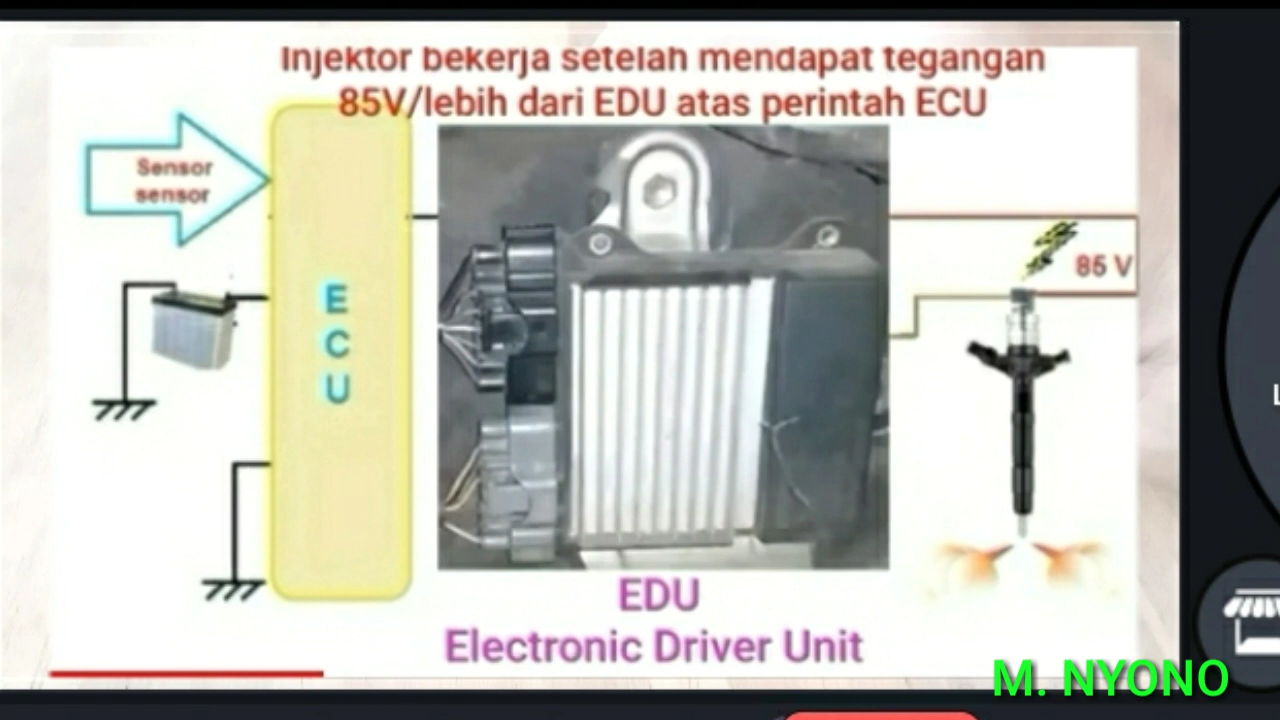 Injektor bekerja setelah mendapat tegangan
85V/lebih dari EDU atas perintah ECU
Sensor
sensor
E
C
U
85 V
EDU
Electronic Driver Unit
M. NYONO
L